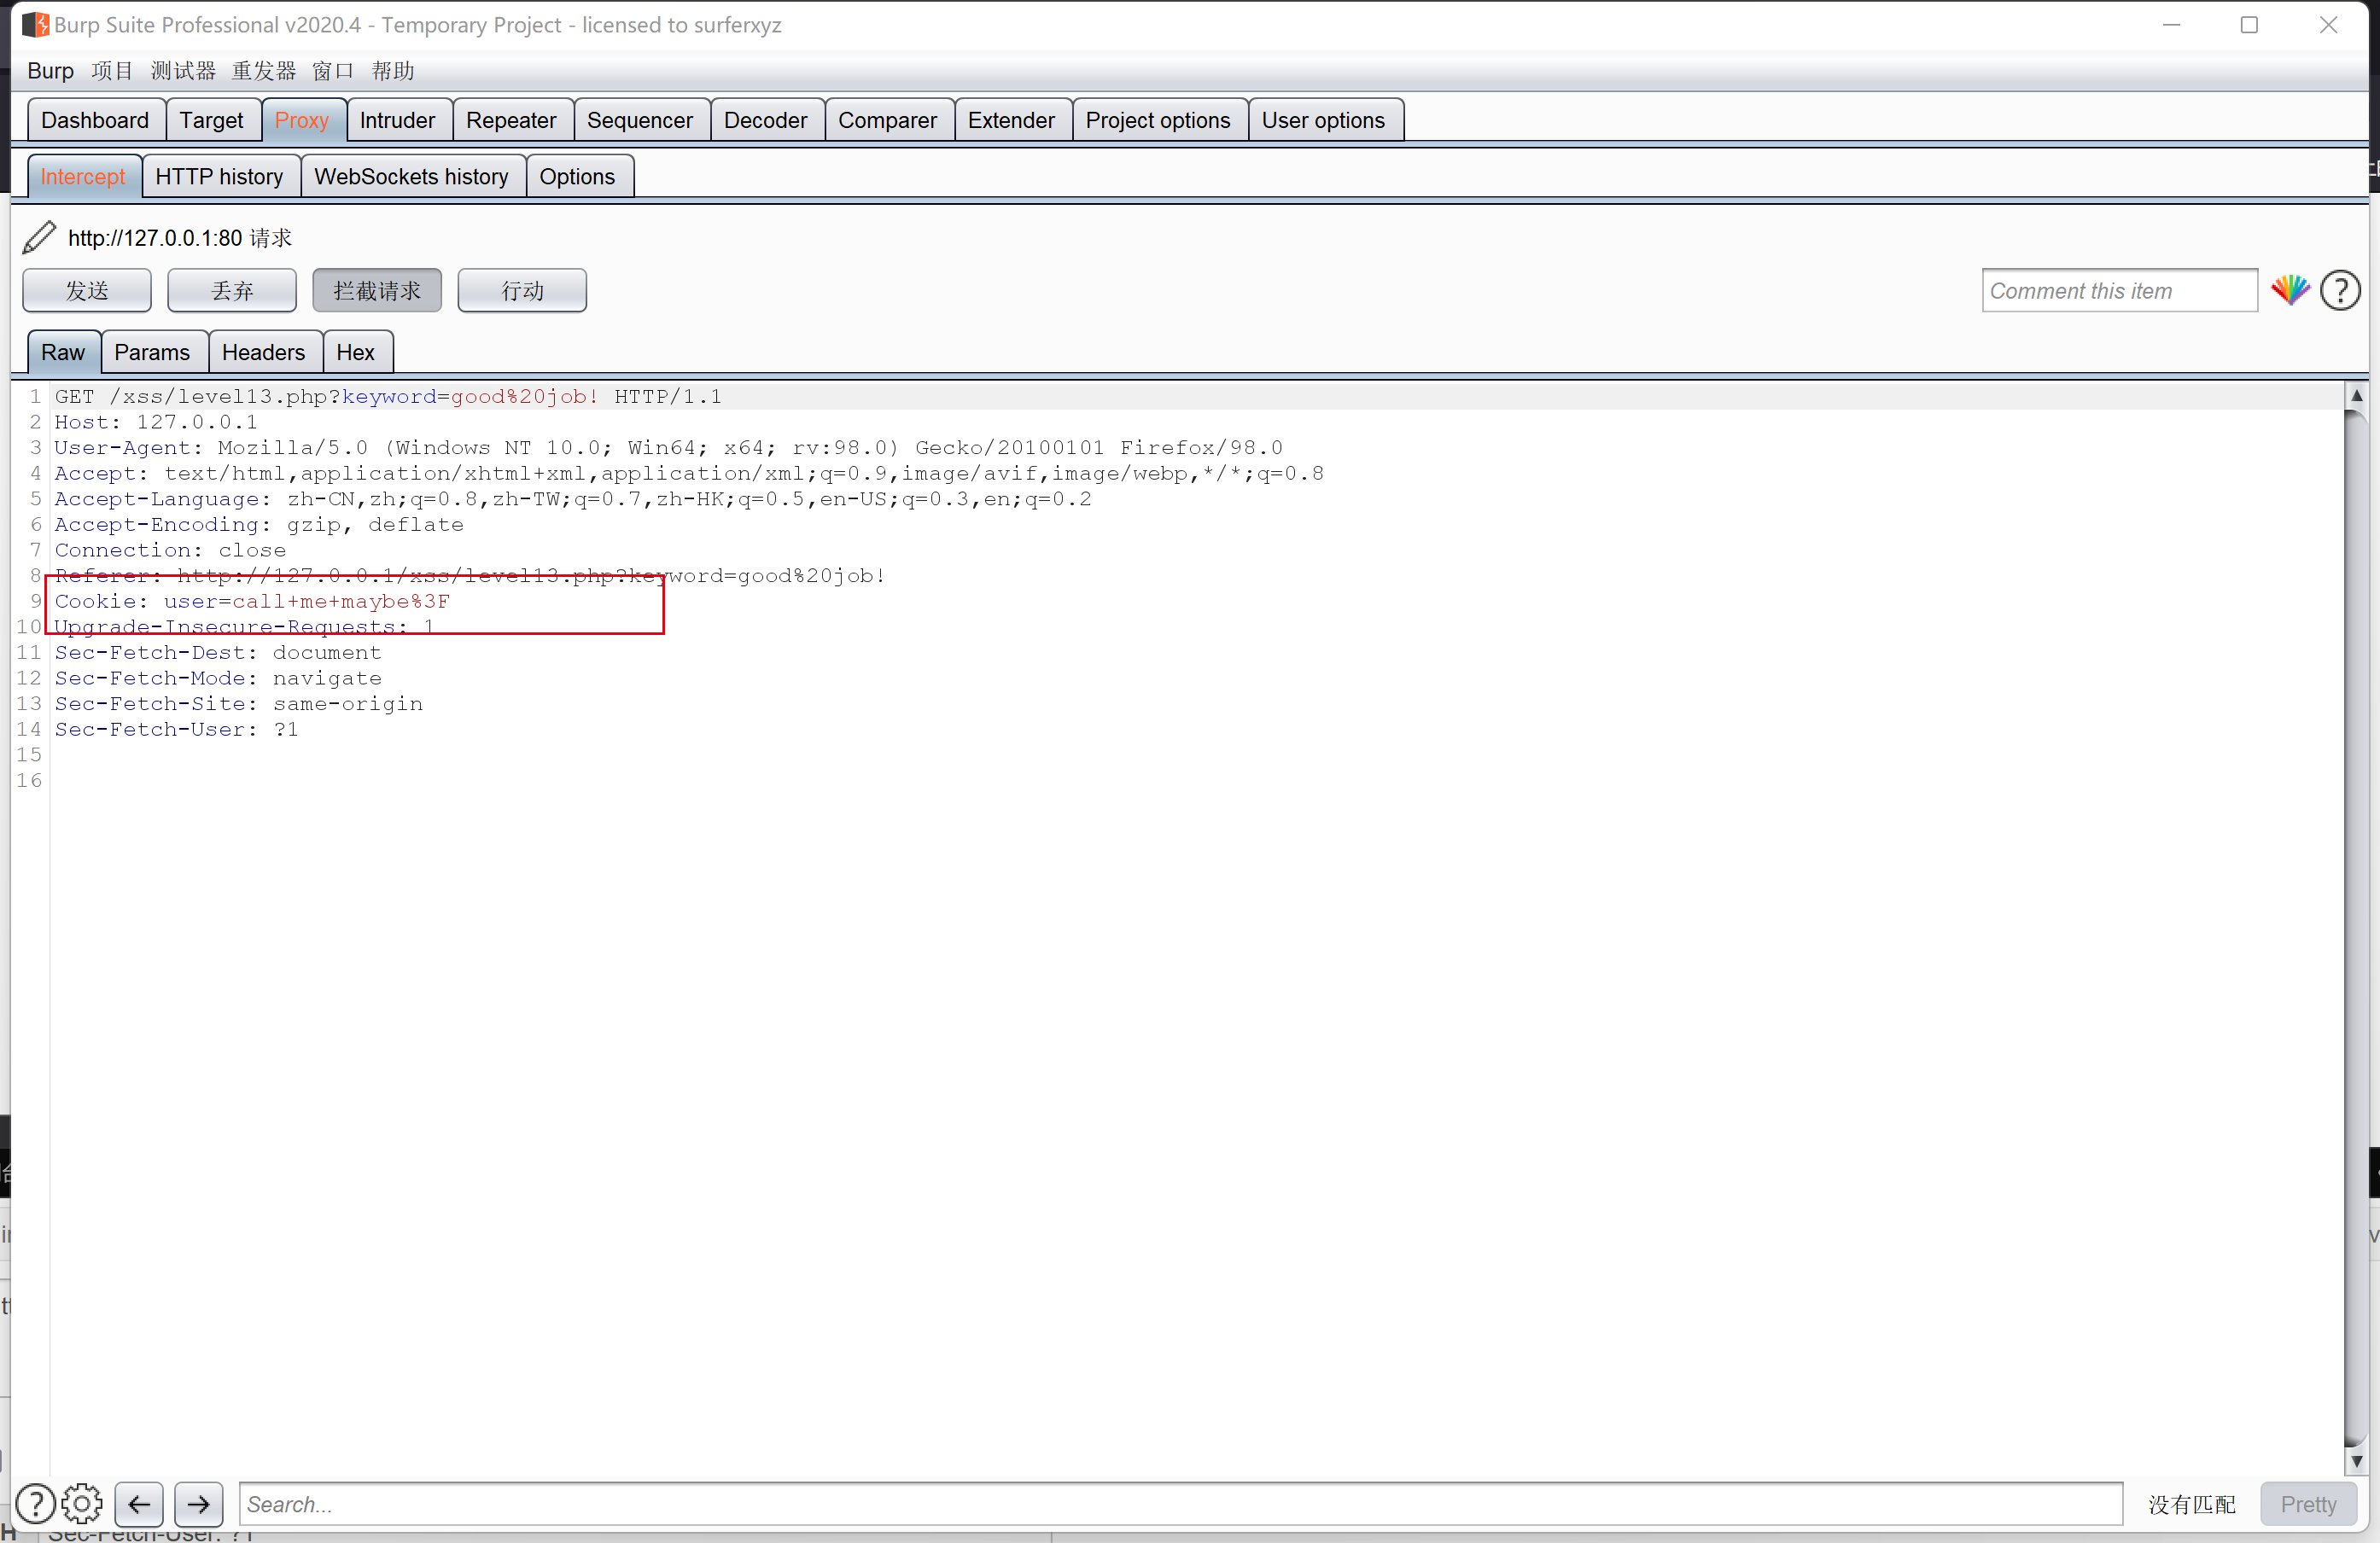 Burp Suite Professional v2020.4 - Temporary Project - licensed to surferxyz
Burp 项目 测试器 重发器 窗口 帮助
Dashboard Target Proxy Intruder Repeater Sequencer Decoder Comparer Extender Project options User options
Intercept HTTP history WebSockets history Options
http://127.0.0.1:80 请求
发送 丢弃 拦截请求 行动 Comment this item ?
Raw Params Headers Hex
1 GET /xss/level13.php?keyword=good%20job! HTTP/1.1
2 Host: 127.0.0.1
3 User-Agent: Mozilla/5.0 (Windows NT 10.0; Win64; x64; rv:98.0) Gecko/20100101 Firefox/98.0
4 Accept: text/html,application/xhtml+xml,application/xml;q=0.9,image/avif,image/webp,*/*;q=0.8
5 Accept-Language: zh-CN,zh;q=0.8,zh-TW;q=0.7,zh-HK;q=0.5,en-US;q=0.3,en;q=0.2
6 Accept-Encoding: gzip, deflate
7 Connection: close
8 Referer: http://127.0.0.1/xss/level13.php?keyword=good%20job!
9 Cookie: user=call+me+maybe%3F
10 Upgrade-Insecure-Requests: 1
11 Sec-Fetch-Dest: document
12 Sec-Fetch-Mode: navigate
13 Sec-Fetch-Site: same-origin
14 Sec-Fetch-User: ?1
15
16
? Search... 没有匹配 Pretty
Sec-Fetch-User: ?1